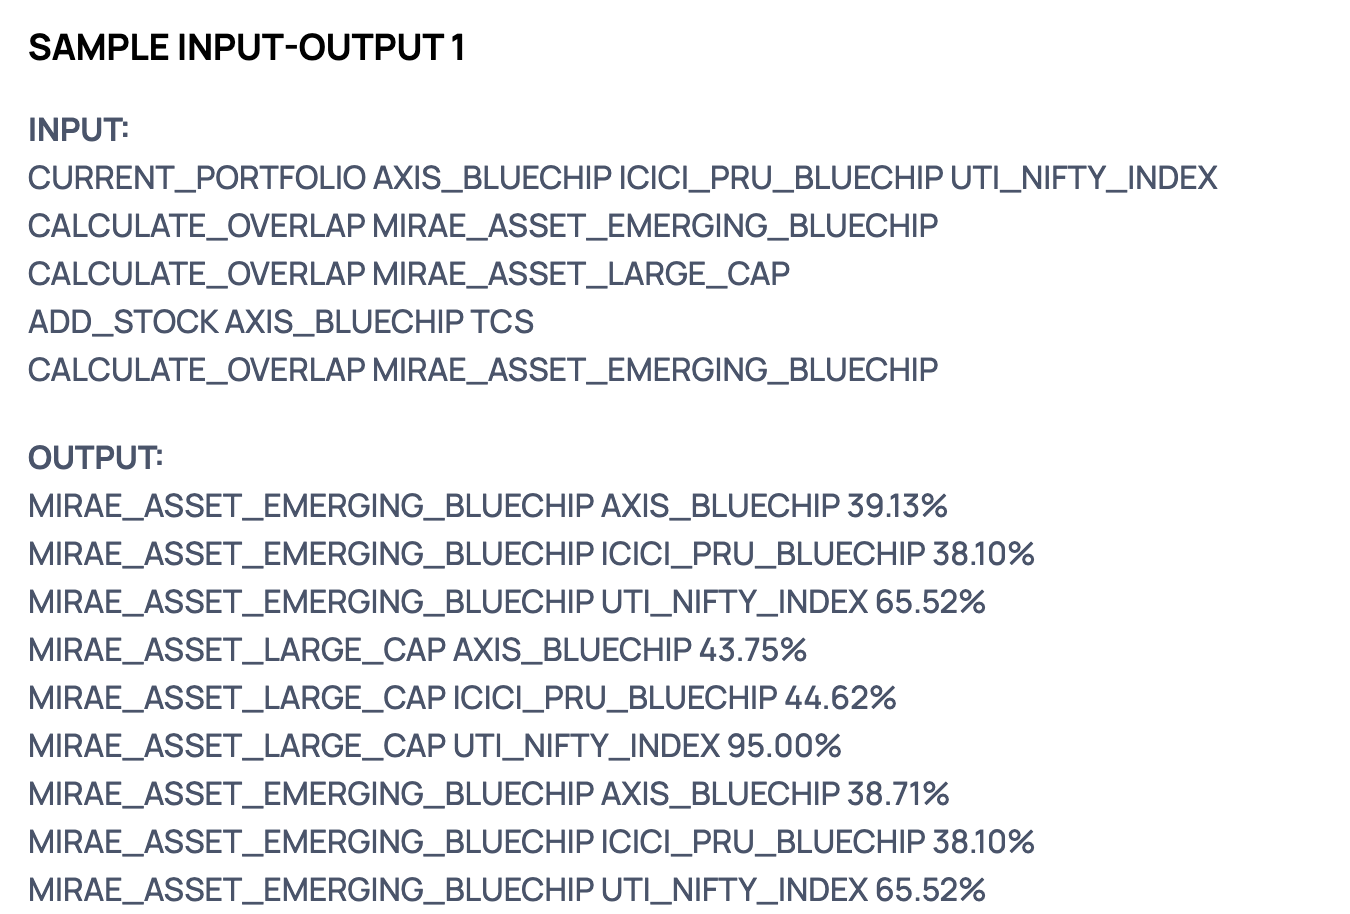 SAMPLE INPUT-OUTPUT 1
INPUT:
CURRENT_PORTFOLIO AXIS_BLUECHIP ICICI_PRU_BLUECHIP UTI_NIFTY_INDEX
CALCULATE_OVERLAP MIRAE_ASSET_EMERGING_BLUECHIP
CALCULATE_OVERLAP MIRAE_ASSET_LARGE_CAP
ADD_STOCK AXIS_BLUECHIP TCS
CALCULATE_OVERLAP MIRAE_ASSET_EMERGING_BLUECHIP
OUTPUT:
MIRAE_ASSET_EMERGING_BLUECHIP AXIS_BLUECHIP 39.13%
MIRAE_ASSET_EMERGING_BLUECHIP ICICI_PRU_BLUECHIP 38.10%
MIRAE_ASSET_EMERGING_BLUECHIP UTI_NIFTY_INDEX 65.52%
MIRAE_ASSET_LARGE_CAP AXIS_BLUECHIP 43.75%
MIRAE_ASSET_LARGE_CAP ICICI_PRU_BLUECHIP 44.62%
MIRAE_ASSET_LARGE_CAP UTI_NIFTY_INDEX 95.00%
MIRAE_ASSET_EMERGING_BLUECHIP AXIS_BLUECHIP 38.71%
MIRAE_ASSET_EMERGING_BLUECHIP ICICI_PRU_BLUECHIP 38.10%
MIRAE_ASSET_EMERGING_BLUECHIP UTI_NIFTY_INDEX 65.52%